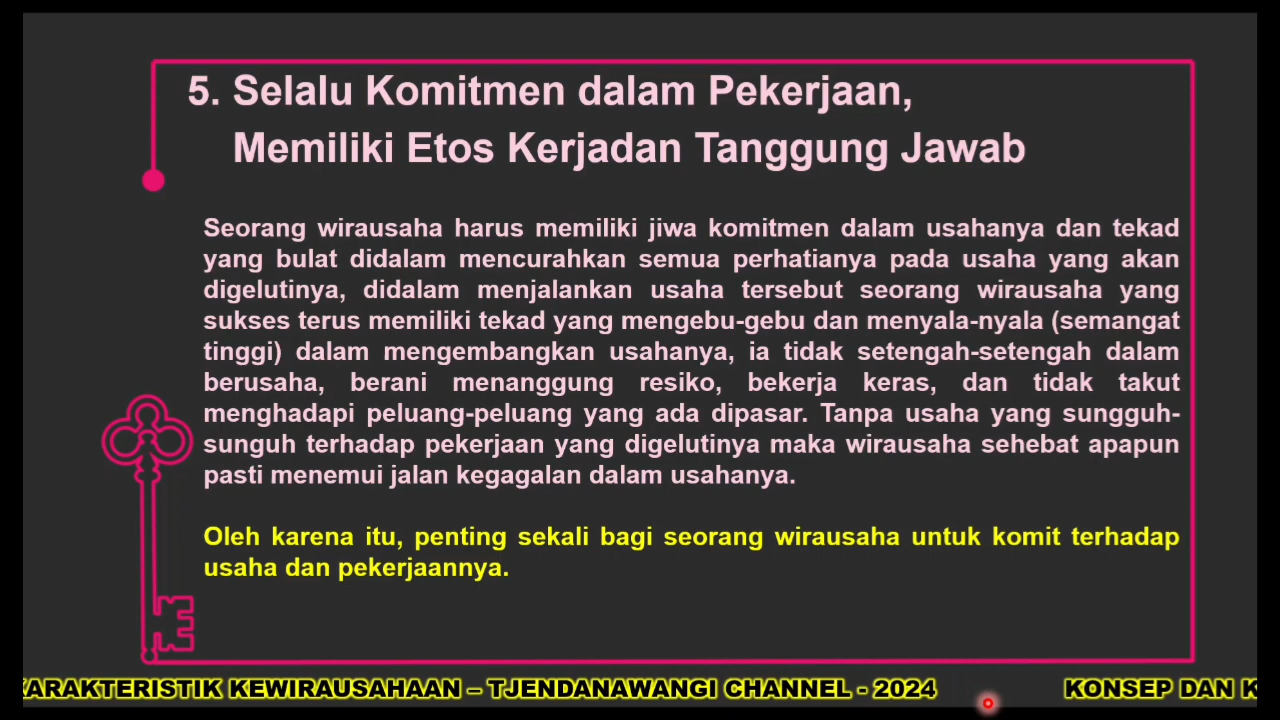 5. Selalu Komitmen dalam Pekerjaan,
Memiliki Etos Kerjadan Tanggung Jawab
Seorang wirausaha harus memiliki jiwa komitmen dalam usahanya dan tekad
yang bulat didalam mencurahkan semua perhatianya pada usaha yang akan
digelutinya, didalam menjalankan usaha tersebut seorang wirausaha yang
sukses terus memiliki tekad yang mengebu-gebu dan menyala-nyala (semangat
tinggi) dalam mengembangkan usahanya, ia tidak setengah-setengah dalam
berusaha, berani menanggung resiko, bekerja keras, dan tidak takut
menghadapi peluang-peluang yang ada dipasar. Tanpa usaha yang sungguh-
sunguh terhadap pekerjaan yang digelutinya maka wirausaha sehebat apapun
pasti menemui jalan kegagalan dalam usahanya.
Oleh karena itu, penting sekali bagi seorang wirausaha untuk komit terhadap
usaha dan pekerjaannya.
KARAKTERISTIK KEWIRAUSAHAAN – TJENDANAWANGI CHANNEL - 2024 KONSEP DAN K